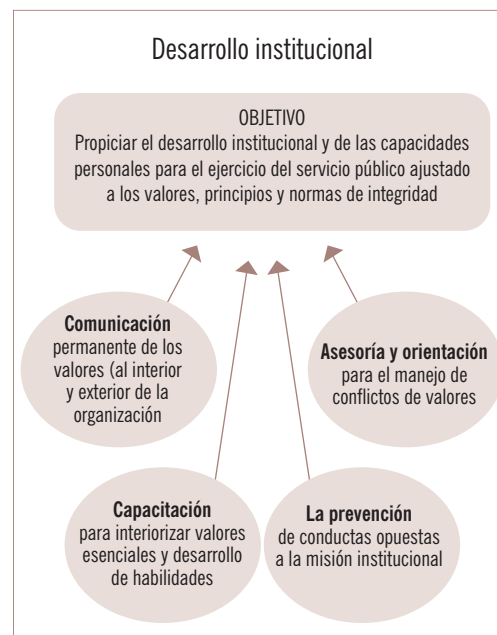 Desarrollo institucional
OBJETIVO
Propiciar el desarrollo institucional y de las capacidades
personales para el ejercicio del servicio público ajustado
a los valores, principios y normas de integridad
Comunicación
permanente de los
valores (al interior
y exterior de la
organización
Asesoría y orientación
para el manejo de
conflictos de valores
Capacitación
para interiorizar valores
esenciales y desarrollo
de habilidades
La prevención
de conductas opuestas
a la misión institucional